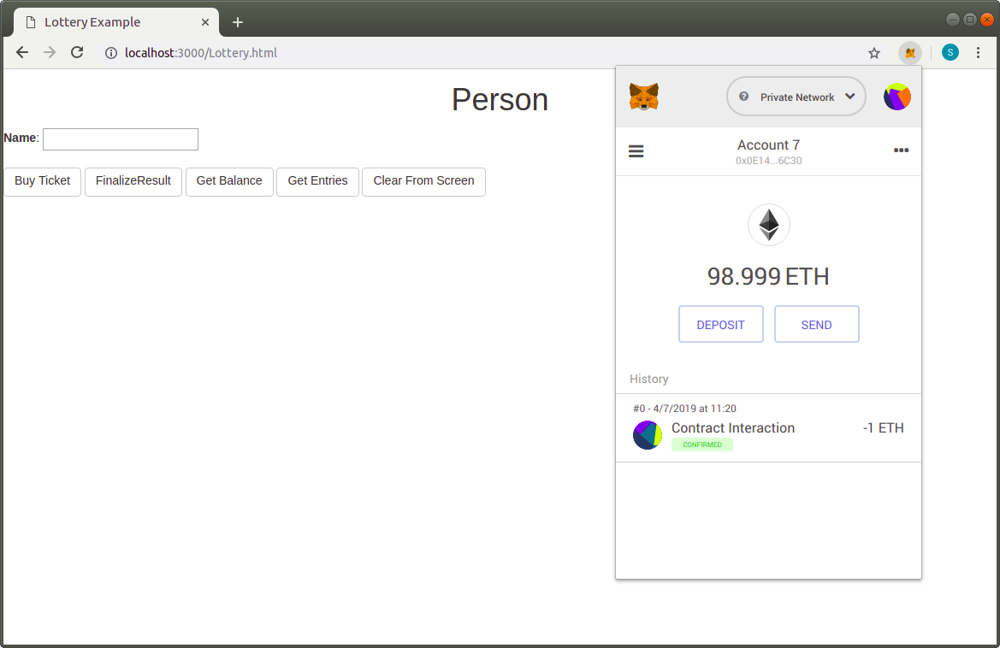 Lottery Example
localhost:3000/Lottery.html
S
Person
Name:
Buy Ticket
FinalizeResult
Get Balance
Get Entries
Clear From Screen
Private Network
Account 7
0x0E14...6C30
98.999 ETH
DEPOSIT
SEND
History
#0 - 4/7/2019 at 11:20
Contract Interaction
-1 ETH
CONFIRMED